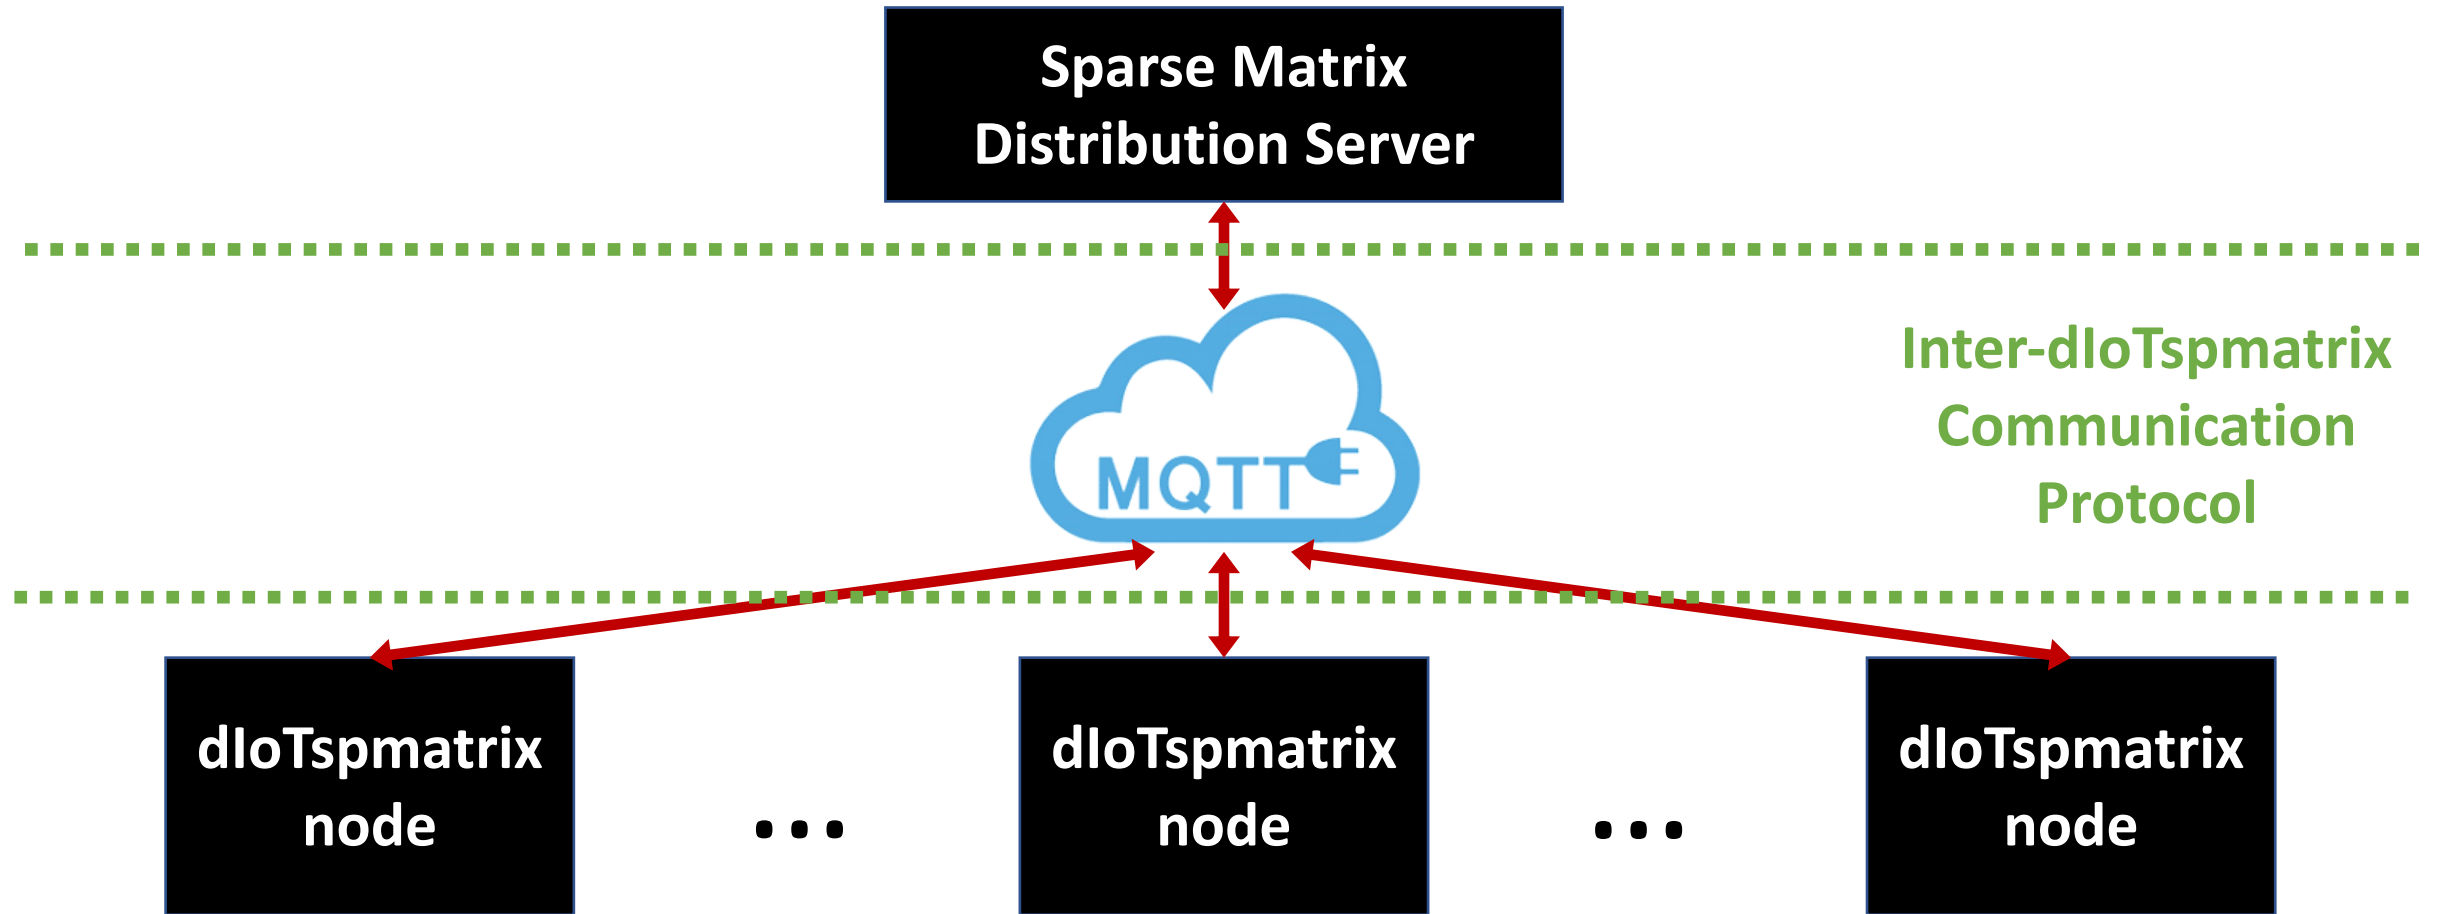 Sparse Matrix
Distribution Server
MQTT
Inter-dIoTspmatrix
Communication
Protocol
dIoTspmatrix
node
...
dIoTspmatrix
node
...
dIoTspmatrix
node